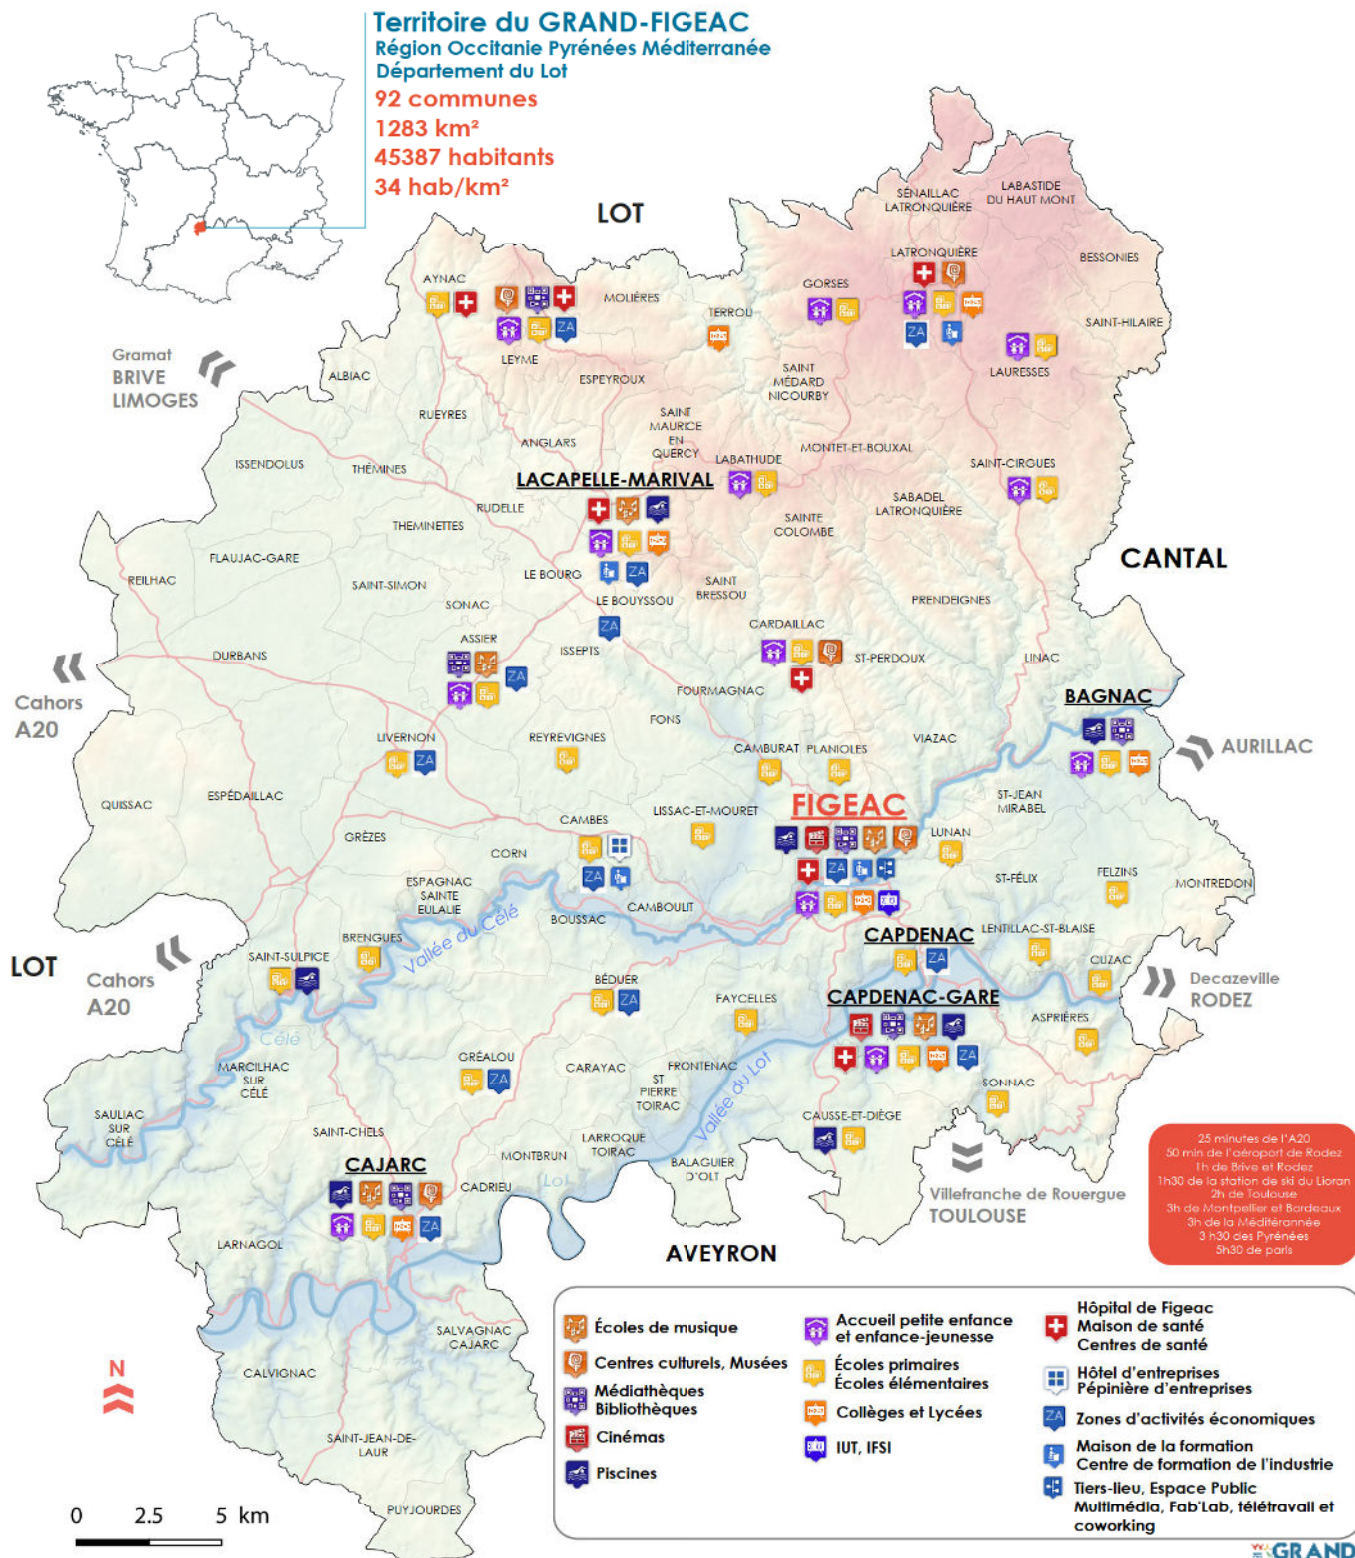 Territoire du GRAND-FIGEAC
Région Occitanie Pyrénées Méditerranée
Département du Lot
92 communes
1283 km²
45387 habitants
34 hab/km²
LOT
SÉNAILLAC
LATRONQUIÈRE
LABASTIDE
DU HAUT MONT
LATRONQUIÈRE
BESSONIES
AYNAC
MOLIÈRES
GORSES
TERROU
ZA
ZA
SAINT-HILAIRE
Gramat
BRIVE
LIMOGES
LEYME
ALBIAC
ESPEYROUX
SAINT
MÉDARD
NICOURBY
LAURESSES
RUEYRES
SAINT
MAURICE
EN
QUERCY
ANGLARS
MONTET-ET-BOUXAL
ISSENDOLUS
THÉMINES
LABATHUDE
SAINT-CIRGUES
LACAPELLE-MARIVAL
RUDELLE
SABADEL
LATRONQUIÈRE
THEMINETTES
SAINTE
COLOMBE
FLAUJAC-GARE
CANTAL
REILHAC
SAINT-SIMON
LE BOURG
ZA
SAINT
BRESSOU
SONAC
LE BOUYSSOU
PRENDEIGNES
ZA
CARDAILLAC
ASSIER
ISSEPTS
DURBANS
ST-PERDOUX
LINAC
ZA
Cahors
A20
FOURMAGNAC
BAGNAC
FONS
LIVERNON
REYREVIGNES
CAMBURAT
PLANIOLES
VIAZAC
AURILLAC
ZA
QUISSAC
ESPÉDAILLAC
ST-JEAN
MIRABEL
LISSAC-ET-MOURET
FIGEAC
CAMBES
LUNAN
GRÈZES
CORN
ZA
ZA
ESPAGNAC
SAINTE
EULALIE
ST-FÉLIX
FELZINS
MONTREDON
CAMBOULIT
BOUSSAC
Vallée du Célé
BRENGUES
CAPDENAC
LENTILLAC-ST-BLAISE
LOT
Cahors
A20
SAINT-SULPICE
ZA
CUZAC
BÉDUER
Decazeville
RODEZ
ZA
FAYCELLES
CAPDENAC-GARE
ASPRIÈRES
Célé
Vallée du Lot
GRÉALOU
MARCILHAC
SUR
CÉLÉ
CARAYAC
FRONTENAC
ZA
ZA
ST
PIERRE
TOIRAC
SONNAC
SAULIAC
SUR
CÉLÉ
CAUSSE-ET-DIÈGE
SAINT-CHELS
LARROQUE
TOIRAC
MONTBRUN
CAJARC
BALAGUIER
D'OLT
CADRIEU
Lot
ZA
LARNAGOL
Villefranche de Rouergue
TOULOUSE
25 minutes de l'A20
50 min de l'aéroport de Rodez
1h de Brive et Rodez
1h30 de la station de ski du Lioran
2h de Toulouse
3h de Montpellier et Bordeaux
3h de la Méditérannée
3 h30 des Pyrénées
5h30 de paris
AVEYRON
SALVAGNAC
CAJARC
CALVIGNAC
N
SAINT-JEAN-DE-
LAUR
PUYJOURDES
0 2.5 5 km
Écoles de musique
Centres culturels, Musées
Médiathèques
Bibliothèques
Cinémas
Piscines
Accueil petite enfance
et enfance-jeunesse
Écoles primaires
Écoles élémentaires
Collèges et Lycées
IUT, IFSI
Hôpital de Figeac
Maison de santé
Centres de santé
Hôtel d'entreprises
Pépinière d'entreprises
ZA
Zones d'activités économiques
Maison de la formation
Centre de formation de l'industrie
Tiers-lieu, Espace Public
Multimédia, Fab'Lab, télétravail et
coworking
GRAND